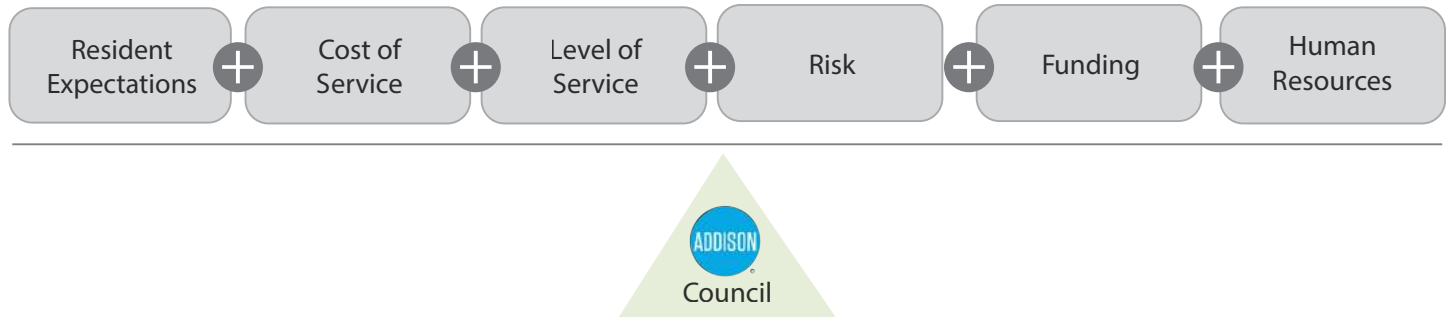 Resident
Expectations
Cost of
Service
Level of
Service
Risk
Funding
Human
Resources
ADDISON
Council